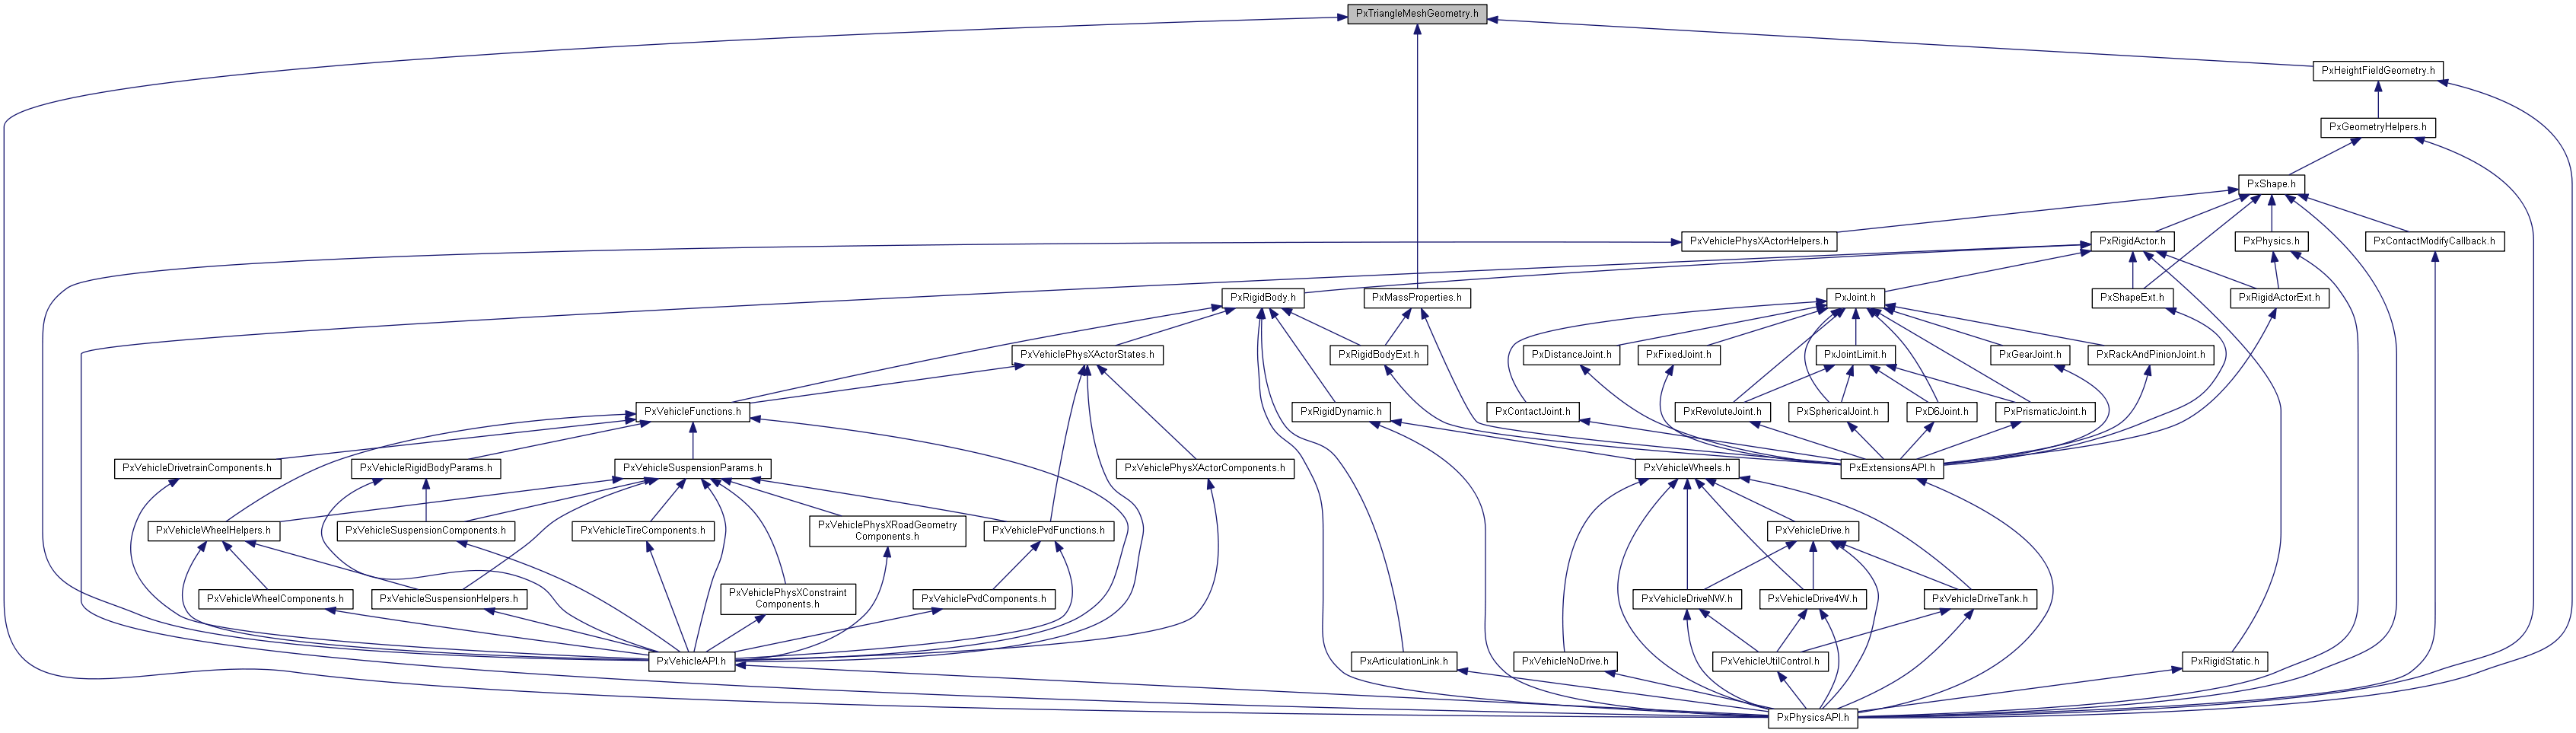 PxTriangleMeshGeometry.h
PxHeightFieldGeometry.h
PxGeometryHelpers.h
PxShape.h
PxVehiclePhysXActorHelpers.h
PxRigidActor.h
PxPhysics.h
PxContactModifyCallback.h
PxRigidBody.h
PxMassProperties.h
PxJoint.h
PxShapeExt.h
PxRigidActorExt.h
PxVehiclePhysXActorStates.h
PxRigidBodyExt.h
PxDistanceJoint.h
PxFixedJoint.h
PxJointLimit.h
PxGearJoint.h
PxRackAndPinionJoint.h
PxVehicleFunctions.h
PxRigidDynamic.h
PxContactJoint.h
PxRevoluteJoint.h
PxSphericalJoint.h
PxD6Joint.h
PxPrismaticJoint.h
PxVehicleDrivetrainComponents.h
PxVehicleRigidBodyParams.h
PxVehicleSuspensionParams.h
PxVehiclePhysXActorComponents.h
PxVehicleWheels.h
PxExtensionsAPI.h
PxVehicleWheelHelpers.h
PxVehicleSuspensionComponents.h
PxVehicleTireComponents.h
PxVehiclePhysXRoadGeometry
Components.h
PxVehiclePvdFunctions.h
PxVehicleDrive.h
PxVehicleWheelComponents.h
PxVehicleSuspensionHelpers.h
PxVehiclePhysXConstraint
Components.h
PxVehiclePvdComponents.h
PxVehicleDriveNW.h
PxVehicleDrive4W.h
PxVehicleDriveTank.h
PxVehicleAPI.h
PxArticulationLink.h
PxVehicleNoDrive.h
PxVehicleUtilControl.h
PxRigidStatic.h
PxPhysicsAPI.h